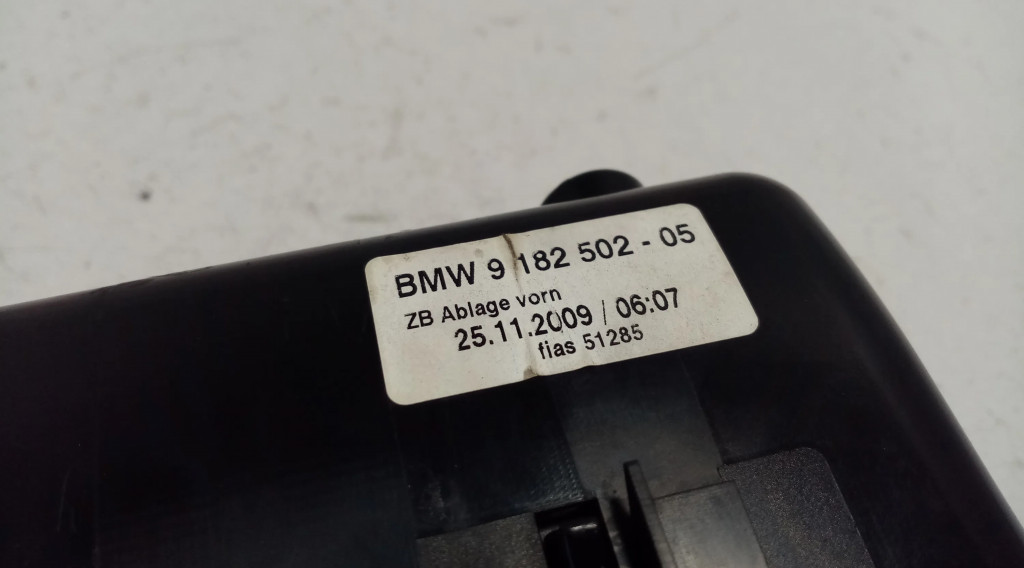 BMW 9 182 502 - 05
ZB Ablage vorn
25.11.2009 / 06:07
fias 51285